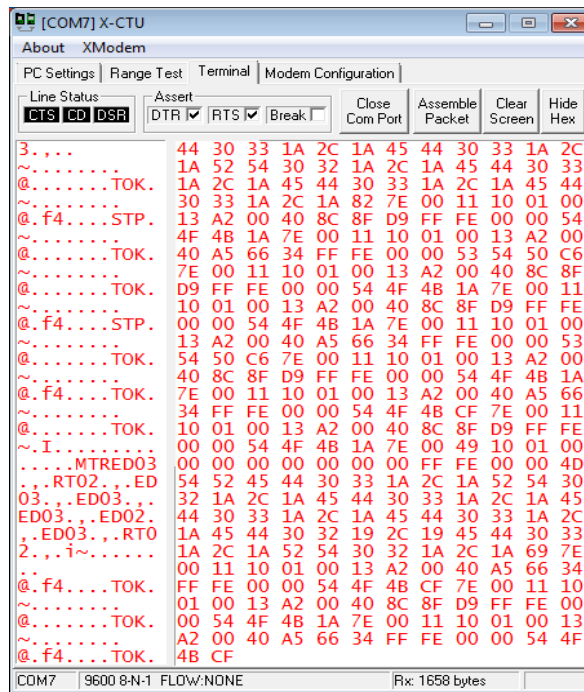 [COM7] X-CTU
About XModem
PC Settings Range Test Terminal Modem Configuration
Line Status
CTS CD DSR
Assert
DTR RTS Break
Close Com Port
Assemble Packet
Clear Screen
Hide Hex
3.,.. 44 30 33 1A 2C 1A 45 44 30 33 1A 2C
~........ 1A 52 54 30 32 1A 2C 1A 45 44 30 33
@.......TOK. 1A 2C 1A 45 44 30 33 1A 2C 1A 45 44
~........ 30 33 1A 2C 1A 82 7E 00 11 10 01 00
@.f4....STP. 13 A2 00 40 8C 8F D9 FF FE 00 00 54
~........ 4F 4B 1A 7E 00 11 10 01 00 13 A2 00
@.......TOK. 40 A5 66 34 FF FE 00 00 53 54 50 C6
~........ 7E 00 11 10 01 00 13 A2 00 40 8C 8F
@.......TOK. D9 FF FE 00 00 54 4F 4B 1A 7E 00 11
~........ 10 01 00 13 A2 00 40 8C 8F D9 FF FE
@.f4....STP. 00 00 54 4F 4B 1A 7E 00 11 10 01 00
~........ 13 A2 00 40 A5 66 34 FF FE 00 00 53
@.......TOK. 54 50 C6 7E 00 11 10 01 00 13 A2 00
~........ 40 8C 8F D9 FF FE 00 00 54 4F 4B 1A
@.f4....TOK. 7E 00 11 10 01 00 13 A2 00 40 A5 66
~........ 34 FF FE 00 00 54 4F 4B CF 7E 00 11
@.......TOK. 10 01 00 13 A2 00 40 8C 8F D9 FF FE
~.I......... 00 00 54 4F 4B 1A 7E 00 49 10 01 00
.....MTRED03 00 00 00 00 00 00 00 00 FF FE 00 00 4D
.,.RT02.,.ED 54 52 45 44 30 33 1A 2C 1A 52 54 30
03.,.ED03.,. 32 1A 2C 1A 45 44 30 33 1A 2C 1A 45
ED03.,.ED02. 44 30 33 1A 2C 1A 45 44 30 33 1A 2C
,.ED03.,.RT0 1A 45 44 30 32 19 2C 19 45 44 30 33
2.,.i~...... 1A 2C 1A 52 54 30 32 1A 2C 1A 69 7E
.. 00 11 10 01 00 13 A2 00 40 A5 66 34
@.f4....TOK. FF FE 00 00 54 4F 4B CF 7E 00 11 10
~........ 01 00 13 A2 00 40 8C 8F D9 FF FE 00
@.......TOK. 00 54 4F 4B 1A 7E 00 11 10 01 00 13
~........ A2 00 40 A5 66 34 FF FE 00 00 54 4F
@.f4....TOK. 4B CF
COM7 9600 8-N-1 FLOW:NONE Rx: 1658 bytes